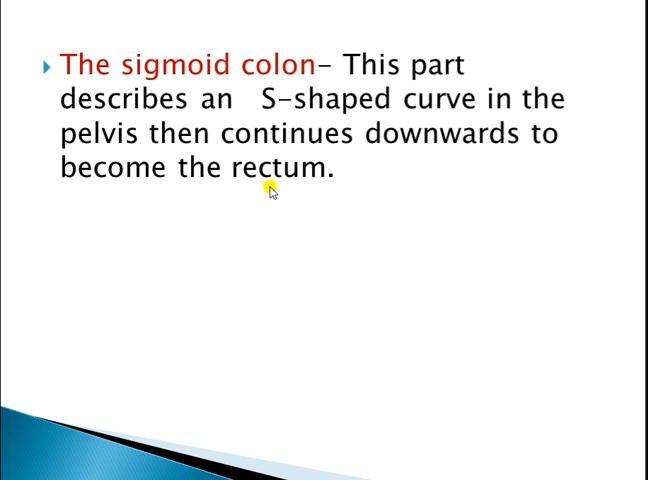 The sigmoid colon- This part
describes an S-shaped curve in the
pelvis then continues downwards to
become the rectum.